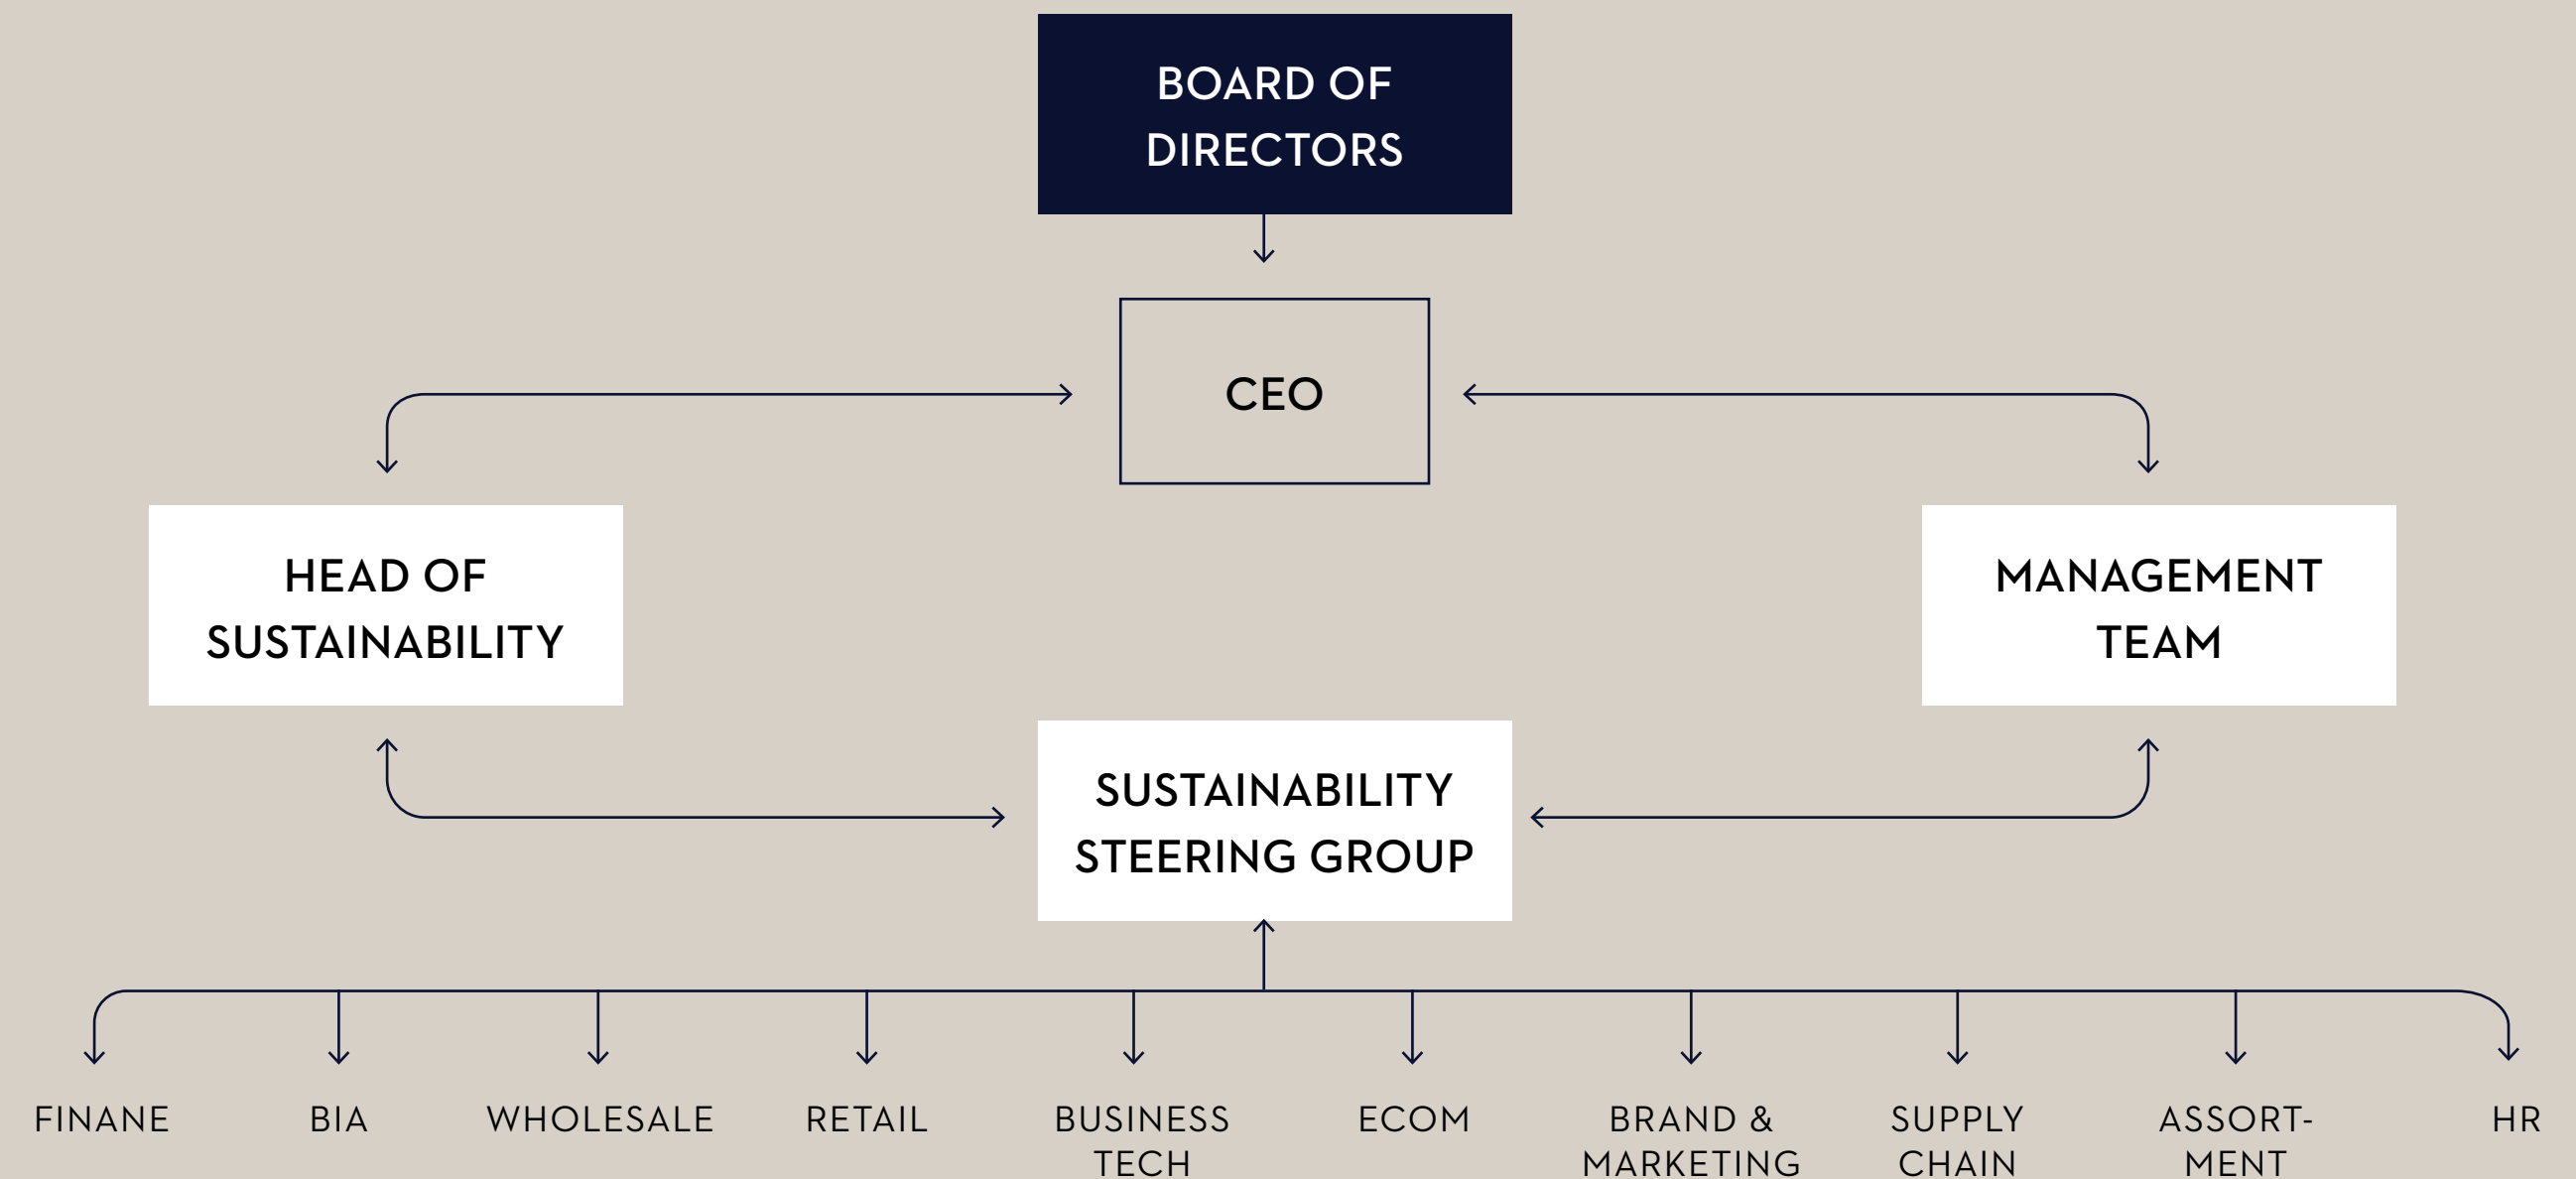 BOARD OF
DIRECTORS
CEO
HEAD OF
SUSTAINABILITY
MANAGEMENT
TEAM
SUSTAINABILITY
STEERING GROUP
FINANE
BIA
WHOLESALE
RETAIL
BUSINESS
TECH
ECOM
BRAND &
MARKETING
SUPPLY
CHAIN
ASSORT-
MENT
HR